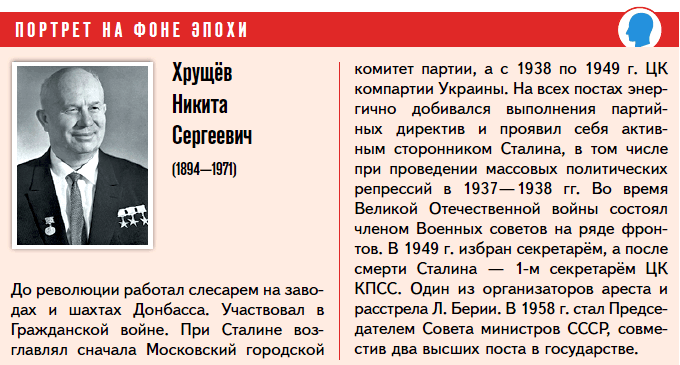 ПОРТРЕТ НА ФОНЕ ЭПОХИ
Хрущёв
Никита
Сергеевич
(1894—1971)
До революции работал слесарем на заво-
дах и шахтах Донбасса. Участвовал в
Гражданской войне. При Сталине воз-
главлял сначала Московский городской
комитет партии, а с 1938 по 1949 г. ЦК
компартии Украины. На всех постах энер-
гично добивался выполнения партий-
ных директив и проявил себя актив-
ным сторонником Сталина, в том числе
при проведении массовых политических
репрессий в 1937—1938 гг. Во время
Великой Отечественной войны состоял
членом Военных советов на ряде фрон-
тов. В 1949 г. избран секретарём, а после
смерти Сталина — 1-м секретарём ЦК
КПСС. Один из организаторов ареста и
расстрела Л. Берии. В 1958 г. стал Предсе-
дателем Совета министров СССР, совме-
стив два высших поста в государстве.